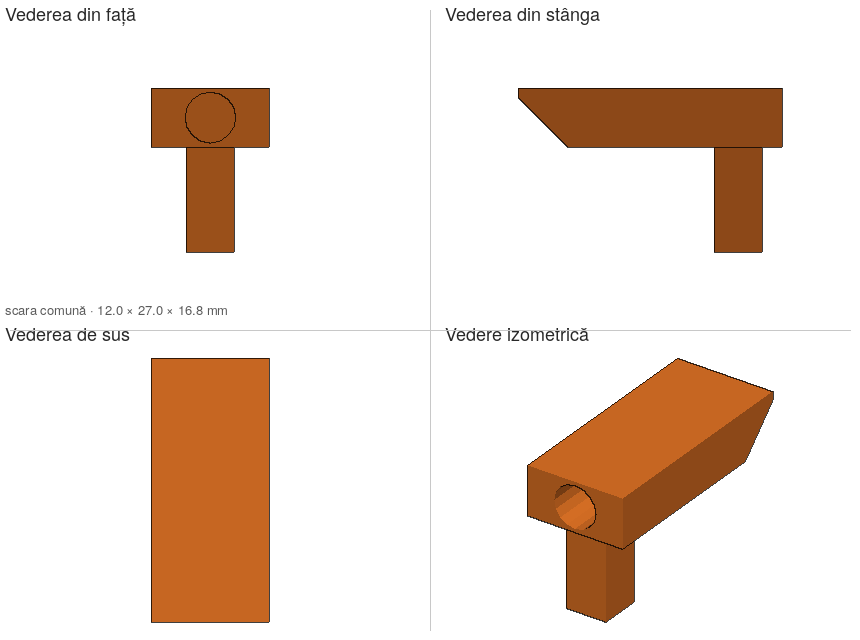 Vederea din față
Vederea din stânga
scara comună · 12.0 × 27.0 × 16.8 mm
Vederea de sus
Vedere izometrică